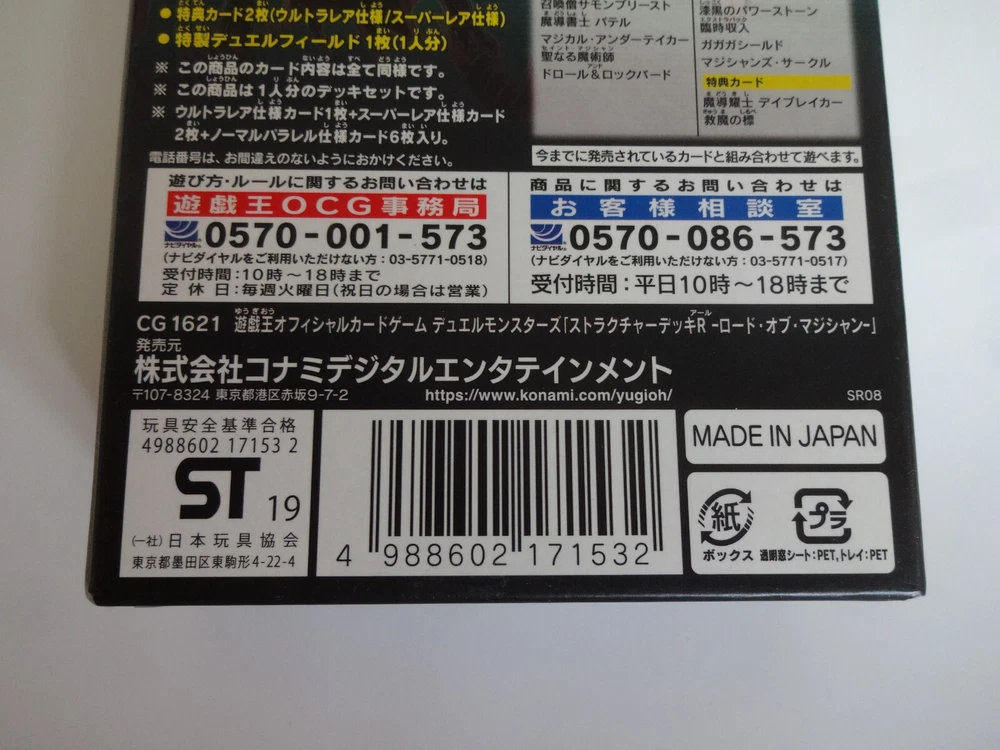 ● 特典カード2枚(ウルトラレア仕様/スーパーレア仕様)
● 特製デュエルフィールド 1枚(1人分)
※ この商品のカード内容は全て同様です。
※ この商品は1人分のデッキセットです。
※ ウルトラレア仕様カード1枚+スーパーレア仕様カード
2枚+ノーマルパラレル仕様カード6枚入り。
電話番号は、お間違えのないようにおかけください。
召喚僧サモンプリースト
魔導書士 バテル
マジカル・アンダーテイカー
聖なる魔術師
ドロール&ロックバード
漆黒のパワーストーン
臨時収入
ガガガシールド
マジシャンズ・サークル
特典カード
魔導耀士 デイブレイカー
救魔の標
今までに発売されているカードと組み合わせて遊べます。
遊び方・ルールに関するお問い合わせは
遊戯王OCG事務局
ナビダイヤル 0570-001-573
(ナビダイヤルをご利用いただけない方:03-5771-0518)
受付時間:10時~18時まで
定休日:毎週火曜日(祝日の場合は営業)
商品に関するお問い合わせは
お客様相談室
ナビダイヤル 0570-086-573
(ナビダイヤルをご利用いただけない方:03-5771-0517)
受付時間:平日10時~18時まで
CG1621 遊戯王オフィシャルカードゲーム デュエルモンスターズ「ストラクチャーデッキR -ロード・オブ・マジシャン-」
発売元
株式会社コナミデジタルエンタテインメント
〒107-8324 東京都港区赤坂9-7-2
https://www.konami.com/yugioh/
SR08
玩具安全基準合格
4988602 17153 2
ST 19
(一社)日本玩具協会
東京都墨田区東駒形4-22-4
4 988602 171532
MADE IN JAPAN
紙
ボックス
プラ
透明窓シート:PET,トレイ:PET